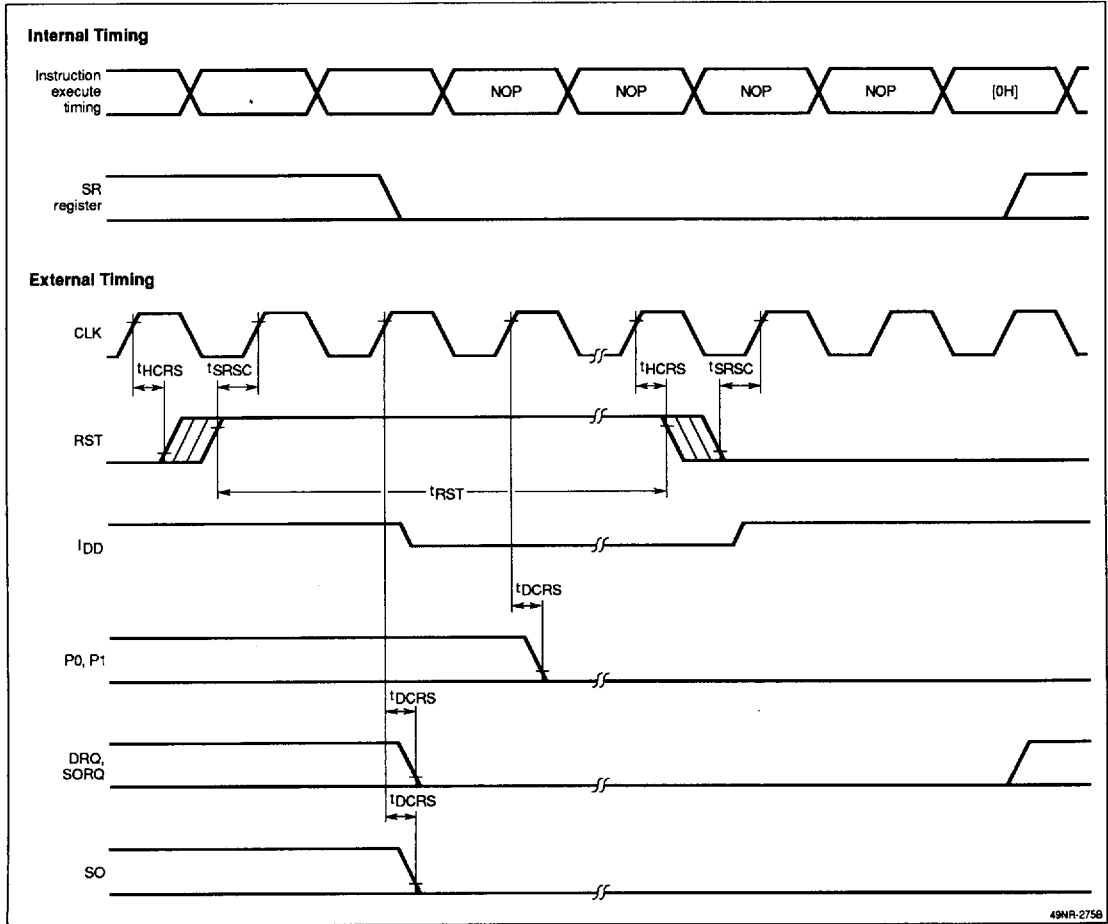 Internal Timing
Instruction
execute
timing
NOP
NOP
NOP
NOP
[0H]
SR
register
External Timing
CLK
tHCRS
tSRSC
tHCRS
tSRSC
RST
tRST
IDD
tDCRS
P0, P1
tDCRS
DRQ,
SORQ
tDCRS
SO
49NR-275B